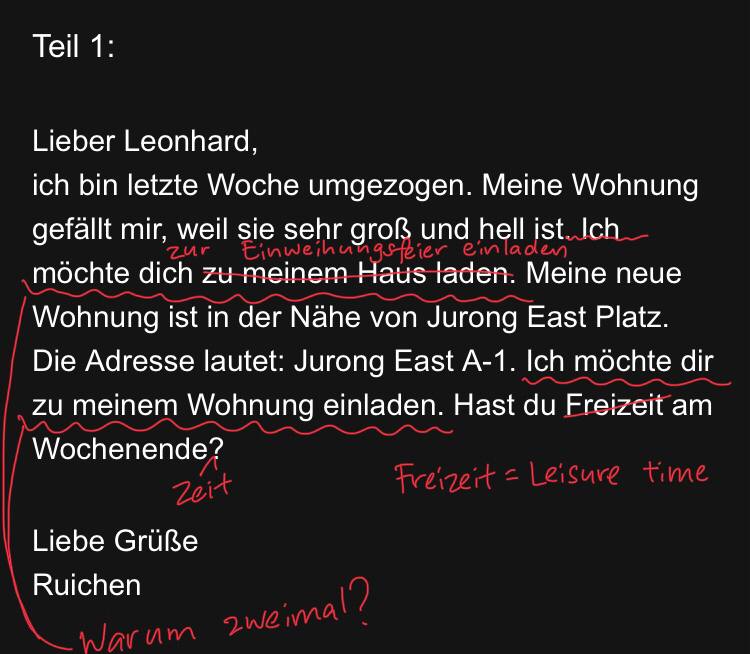 Teil 1:
Lieber Leonhard,
ich bin letzte Woche umgezogen. Meine Wohnung
gefällt mir, weil sie sehr groß und hell ist. Ich
zur Einweihungsfeier einladen
möchte dich zu meinem Haus laden. Meine neue
Wohnung ist in der Nähe von Jurong East Platz.
Die Adresse lautet: Jurong East A-1. Ich möchte dir
zu meinem Wohnung einladen. Hast du Freizeit am
Wochenende?
Zeit
Freizeit = Leisure time
Liebe Grüße
Ruichen
Warum zweimal?